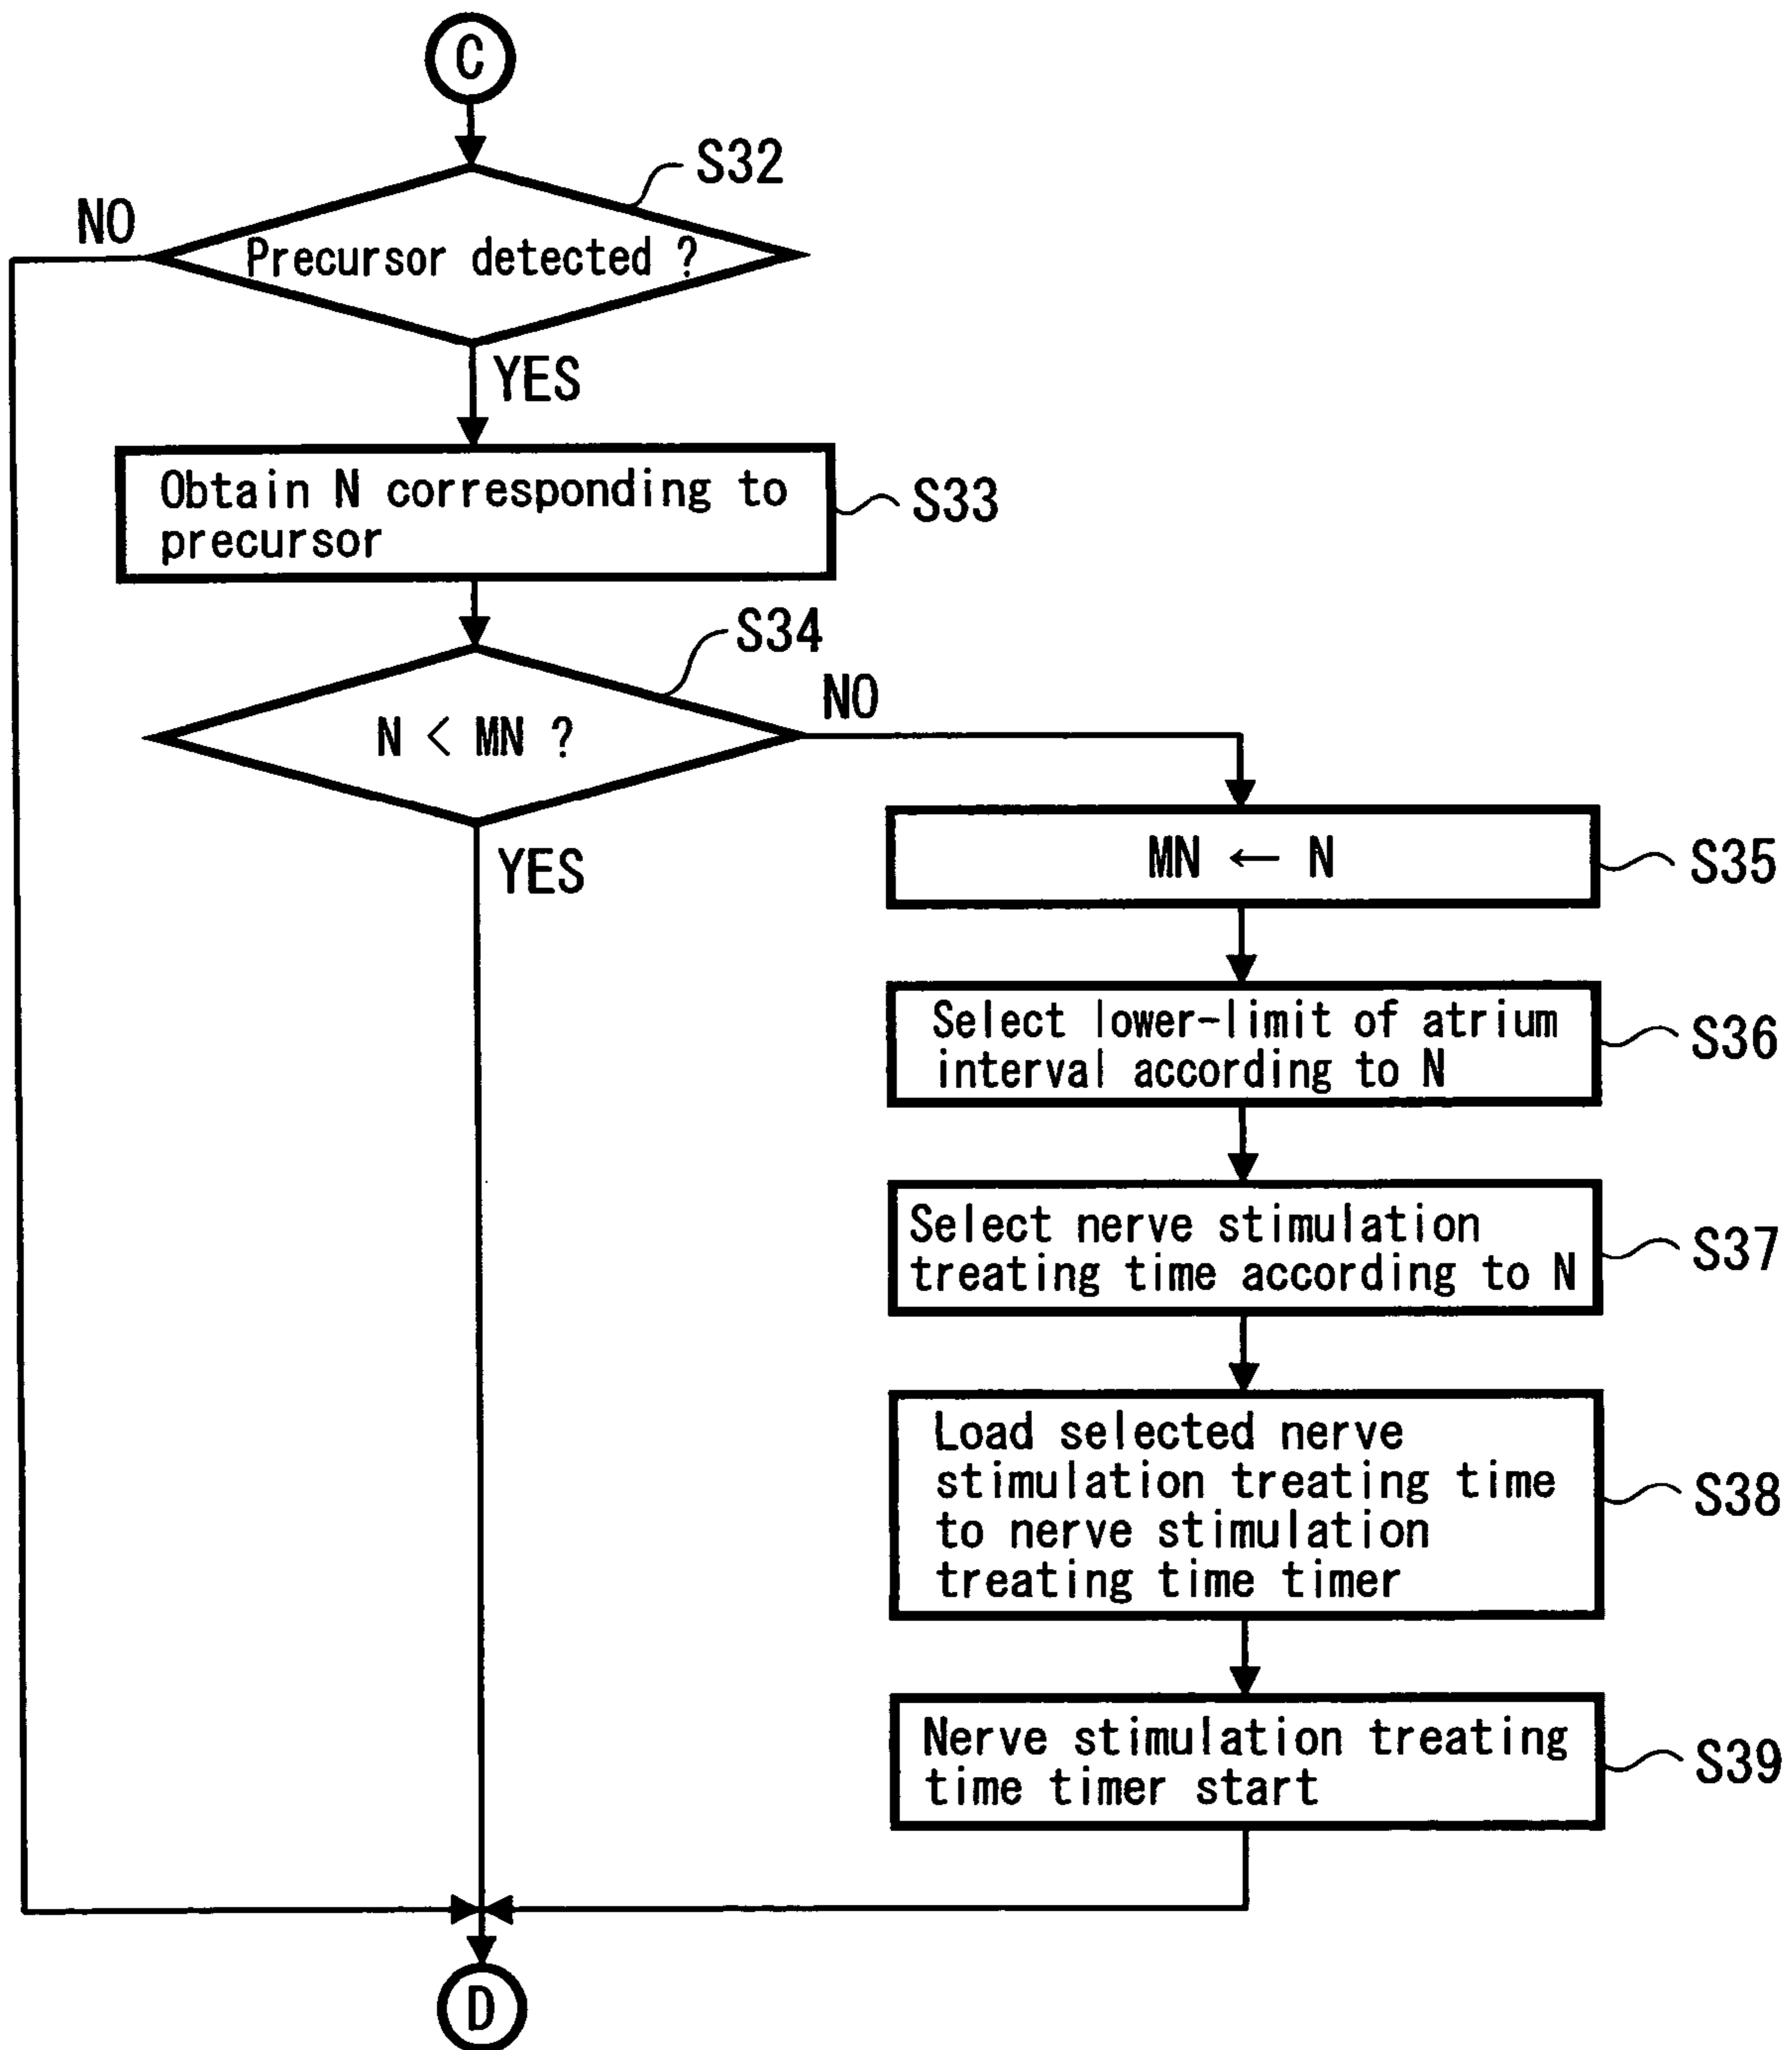 C
S32
NO
Precursor detected ?
YES
Obtain N corresponding to
precursor
S33
S34
N < MN ?
NO
YES
MN ← N
S35
Select lower-limit of atrium
interval according to N
S36
Select nerve stimulation
treating time according to N
S37
Load selected nerve
stimulation treating time
to nerve stimulation
treating time timer
S38
Nerve stimulation treating
time timer start
S39
D